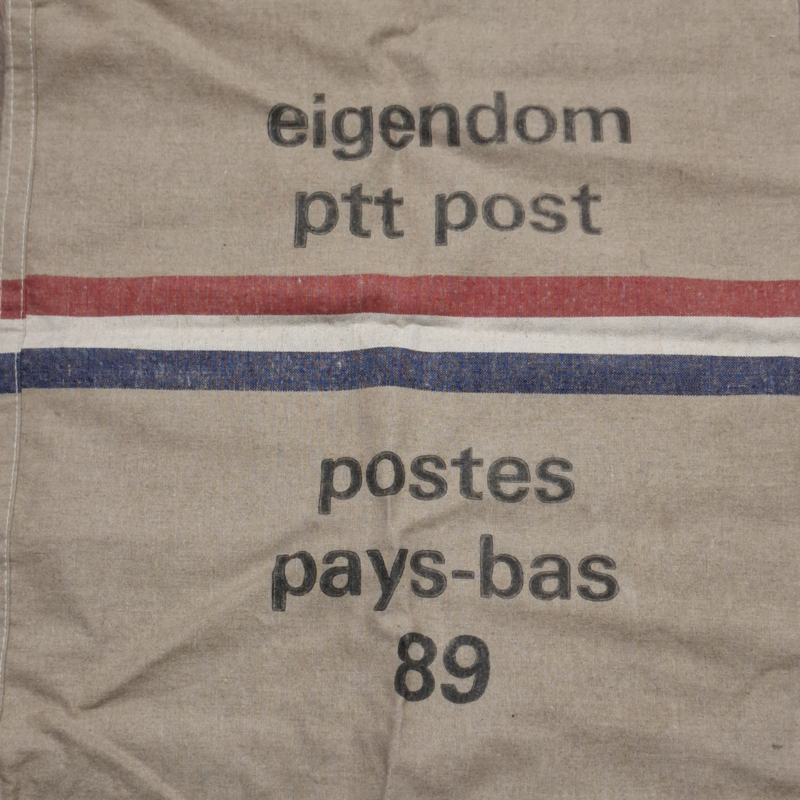 eigendom
ptt post
postes
pays-bas
89